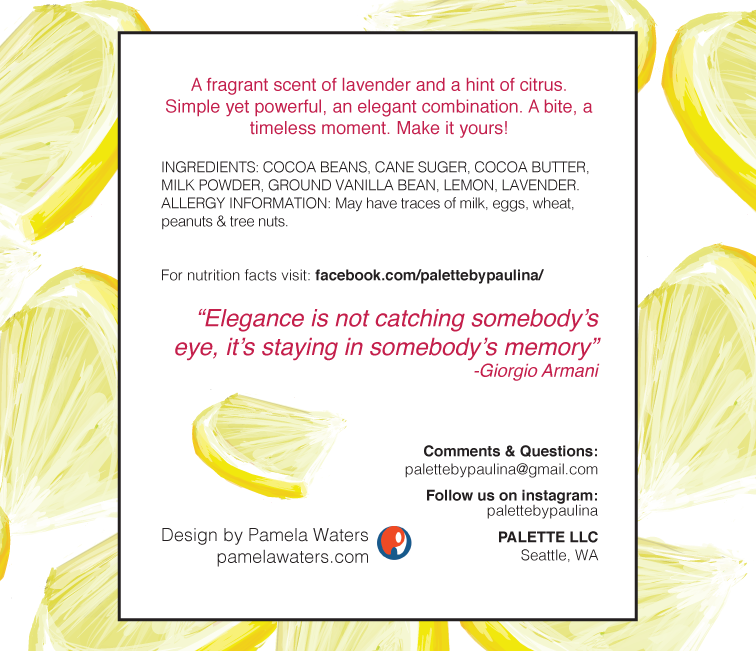 A fragrant scent of lavender and a hint of citrus.
Simple yet powerful, an elegant combination. A bite, a
timeless moment. Make it yours!
INGREDIENTS: COCOA BEANS, CANE SUGER, COCOA BUTTER,
MILK POWDER, GROUND VANILLA BEAN, LEMON, LAVENDER.
ALLERGY INFORMATION: May have traces of milk, eggs, wheat,
peanuts & tree nuts.
For nutrition facts visit: facebook.com/palettebypaulina/
“Elegance is not catching somebody’s
eye, it’s staying in somebody’s memory”
-Giorgio Armani
Comments & Questions:
palettebypaulina@gmail.com
Follow us on instagram:
palettebypaulina
Design by Pamela Waters
pamelawaters.com
PALETTE LLC
Seattle, WA